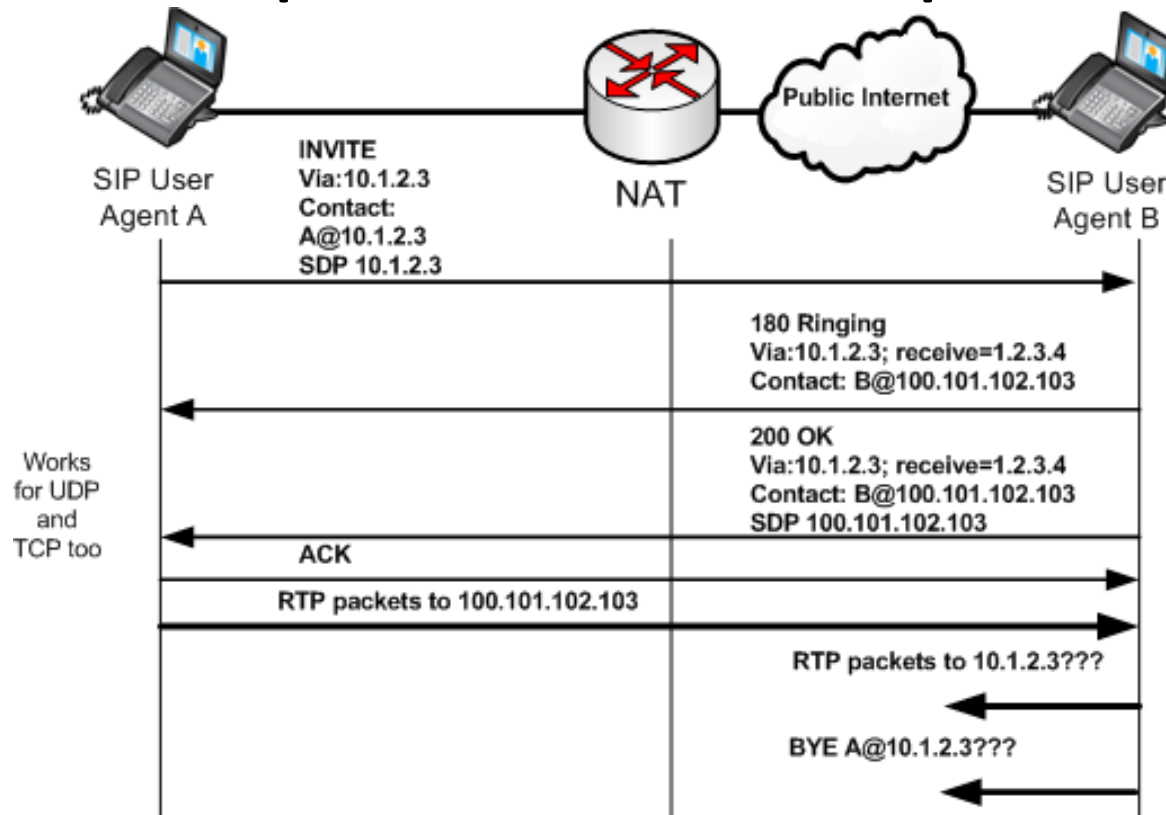 Public Internet
SIP User
Agent A
NAT
SIP User
Agent B
INVITE
Via:10.1.2.3
Contact:
A@10.1.2.3
SDP 10.1.2.3
180 Ringing
Via:10.1.2.3; receive=1.2.3.4
Contact: B@100.101.102.103
200 OK
Via:10.1.2.3; receive=1.2.3.4
Contact: B@100.101.102.103
SDP 100.101.102.103
Works
for UDP
and
TCP too
ACK
RTP packets to 100.101.102.103
RTP packets to 10.1.2.3???
BYE A@10.1.2.3???